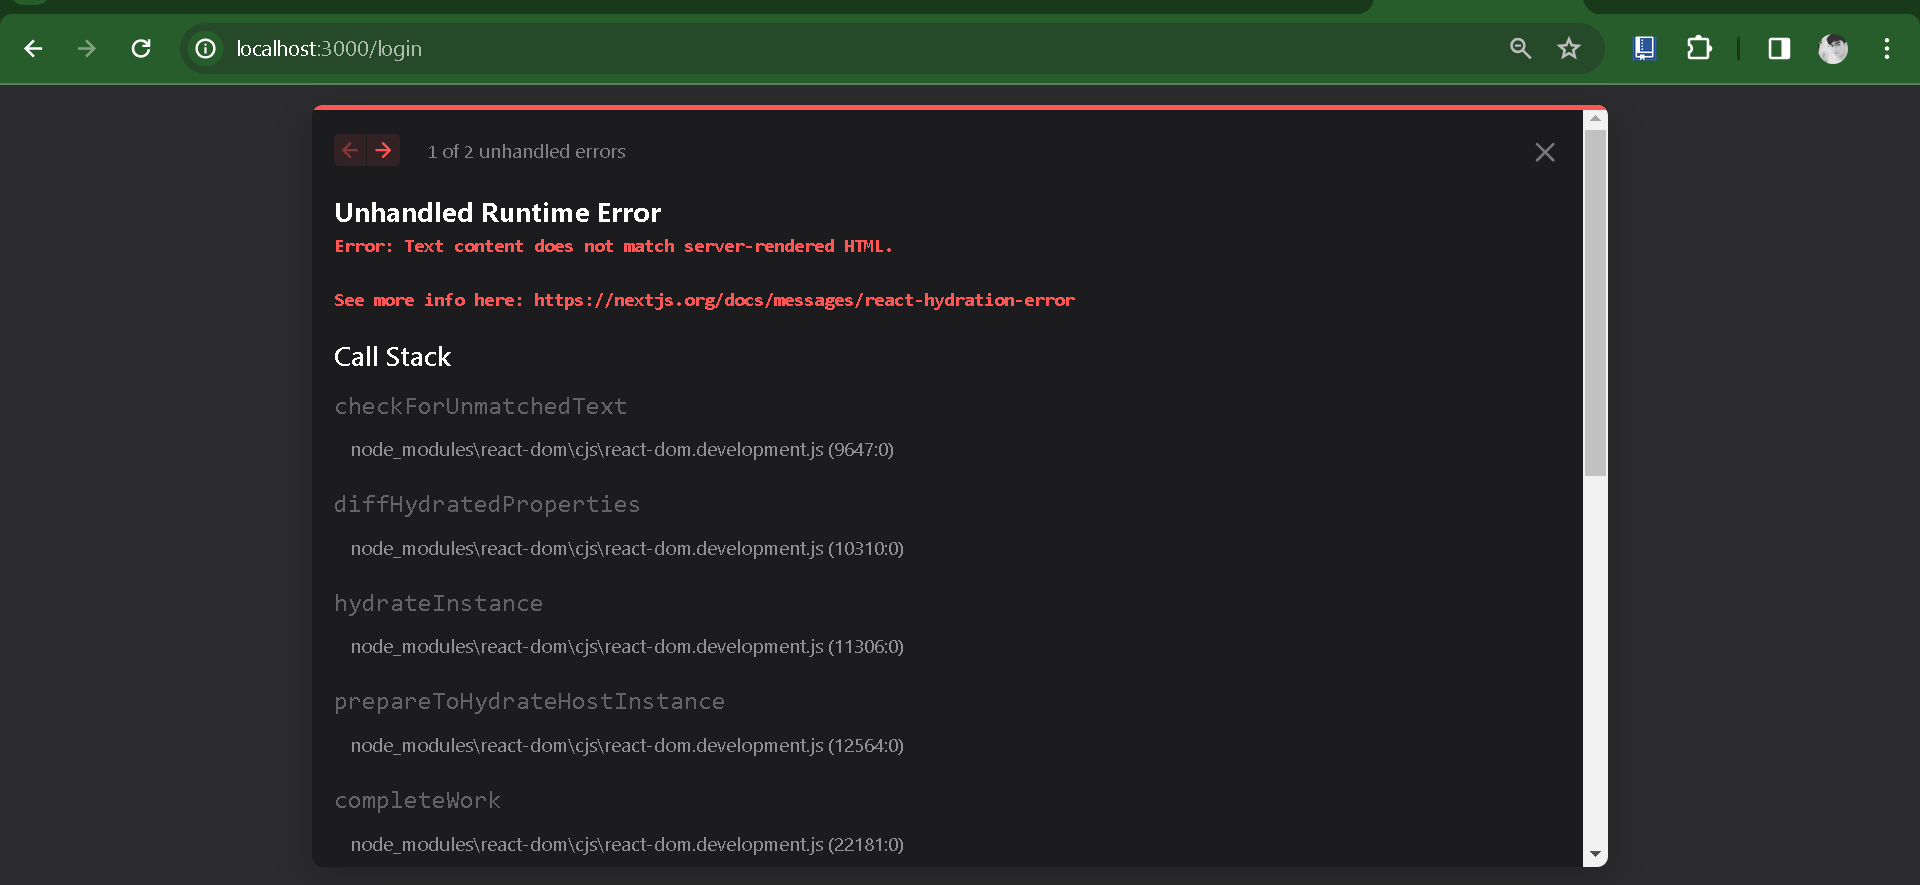 localhost:3000/login
1 of 2 unhandled errors
Unhandled Runtime Error
Error: Text content does not match server-rendered HTML.
See more info here: https://nextjs.org/docs/messages/react-hydration-error
Call Stack
checkForUnmatchedText
node_modules\react-dom\cjs\react-dom.development.js (9647:0)
diffHydratedProperties
node_modules\react-dom\cjs\react-dom.development.js (10310:0)
hydrateInstance
node_modules\react-dom\cjs\react-dom.development.js (11306:0)
prepareToHydrateHostInstance
node_modules\react-dom\cjs\react-dom.development.js (12564:0)
completeWork
node_modules\react-dom\cjs\react-dom.development.js (22181:0)